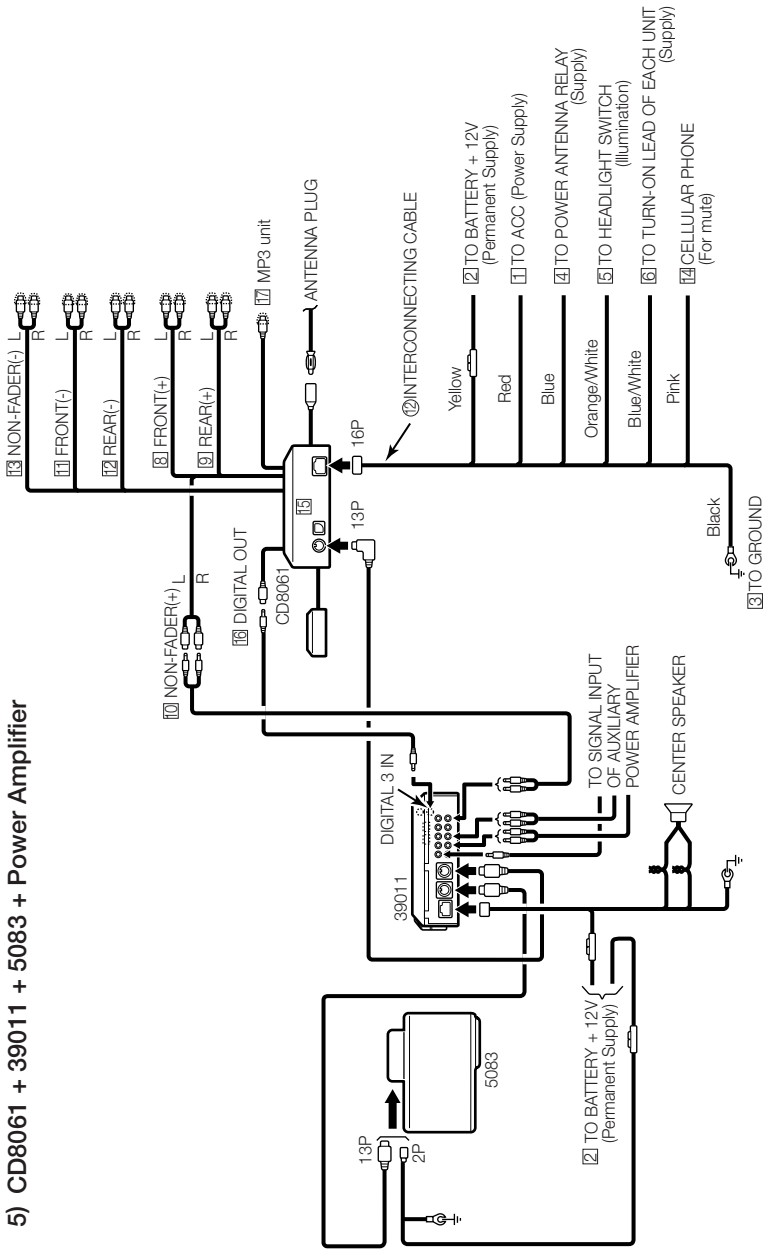 5) CD8061 + 39011 + 5083 + Power Amplifier
13 NON-FADER(-) L
R
11 FRONT(-) L
R
12 REAR(-) L
R
8 FRONT(+) L
R
9 REAR(+) L
R
17 MP3 unit
ANTENNA PLUG
10 NON-FADER(+) L
R
16 DIGITAL OUT
CD8061
15
13P
16P
⑫INTERCONNECTING CABLE
Yellow
2 TO BATTERY + 12V
(Permanent Supply)
Red
1 TO ACC (Power Supply)
Blue
4 TO POWER ANTENNA RELAY
(Supply)
Orange/White
5 TO HEADLIGHT SWITCH
(Illumination)
Blue/White
6 TO TURN-ON LEAD OF EACH UNIT
(Supply)
Pink
14 CELLULAR PHONE
(For mute)
Black
3 TO GROUND
39011
DIGITAL 3 IN
TO SIGNAL INPUT
OF AUXILIARY
POWER AMPLIFIER
CENTER SPEAKER
13P
2P
5083
2 TO BATTERY + 12V
(Permanent Supply)